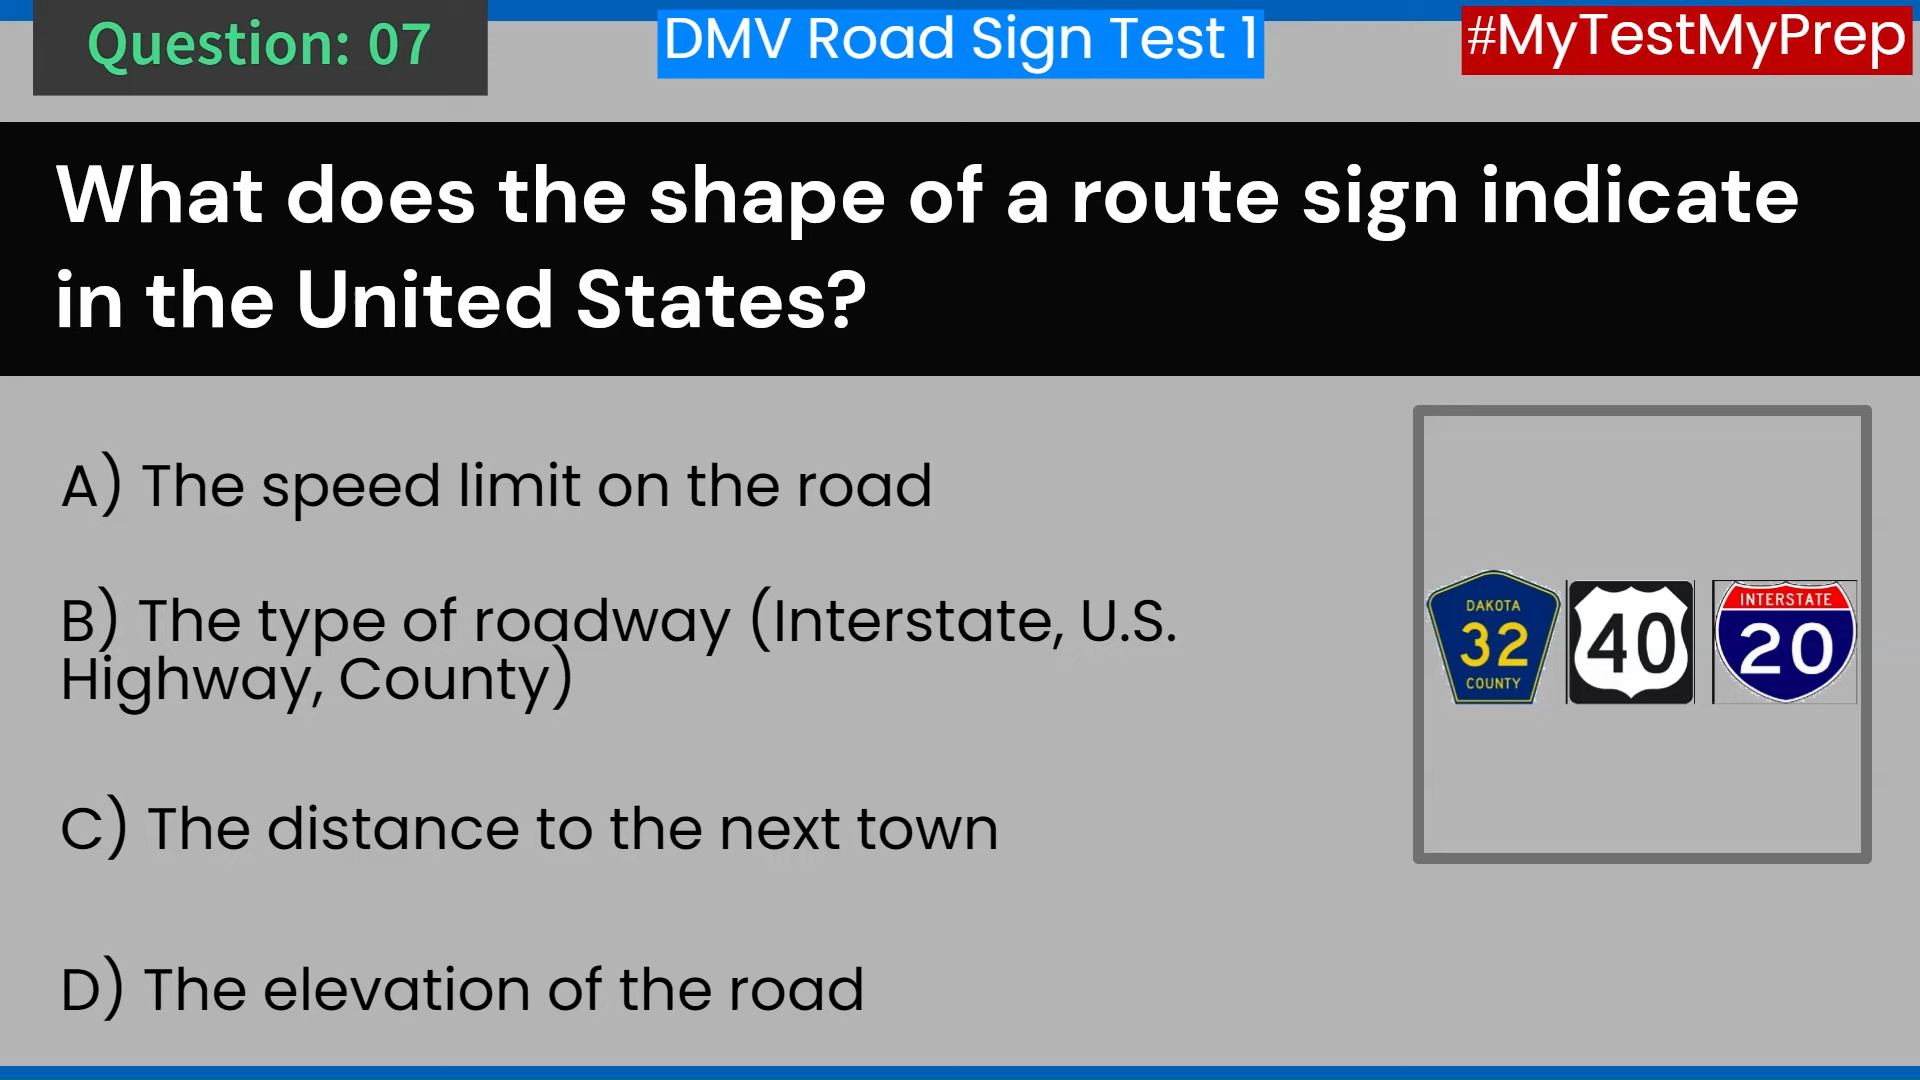 Question: 07
DMV Road Sign Test 1
#MyTestMyPrep
What does the shape of a route sign indicate
in the United States?
A) The speed limit on the road
B) The type of roadway (Interstate, U.S.
Highway, County)
C) The distance to the next town
D) The elevation of the road
DAKOTA
32
COUNTY
40
INTERSTATE
20